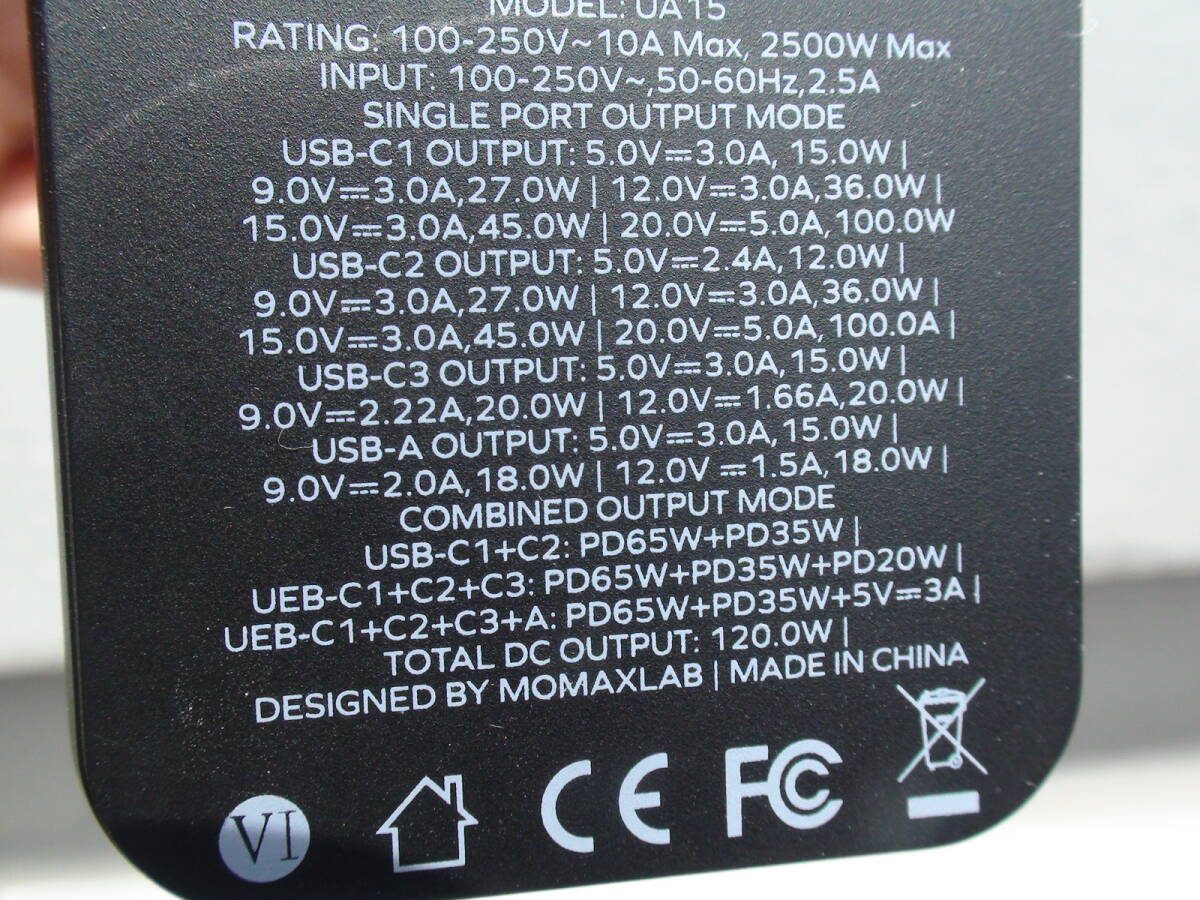 MODEL: UA15
RATING: 100-250V~10A Max, 2500W Max
INPUT: 100-250V~,50-60Hz,2.5A
SINGLE PORT OUTPUT MODE
USB-C1 OUTPUT: 5.0V⎓3.0A, 15.0W |
9.0V⎓3.0A,27.0W | 12.0V⎓3.0A,36.0W |
15.0V⎓3.0A,45.0W | 20.0V⎓5.0A,100.0W
USB-C2 OUTPUT: 5.0V⎓2.4A,12.0W |
9.0V⎓3.0A,27.0W | 12.0V⎓3.0A,36.0W |
15.0V⎓3.0A,45.0W | 20.0V⎓5.0A,100.0A |
USB-C3 OUTPUT: 5.0V⎓3.0A,15.0W |
9.0V⎓2.22A,20.0W | 12.0V⎓1.66A,20.0W |
USB-A OUTPUT: 5.0V⎓3.0A,15.0W |
9.0V⎓2.0A,18.0W | 12.0V⎓1.5A,18.0W |
COMBINED OUTPUT MODE
USB-C1+C2: PD65W+PD35W |
UEB-C1+C2+C3: PD65W+PD35W+PD20W |
UEB-C1+C2+C3+A: PD65W+PD35W+5V⎓3A |
TOTAL DC OUTPUT: 120.0W |
DESIGNED BY MOMAXLAB | MADE IN CHINA
VI CE FC